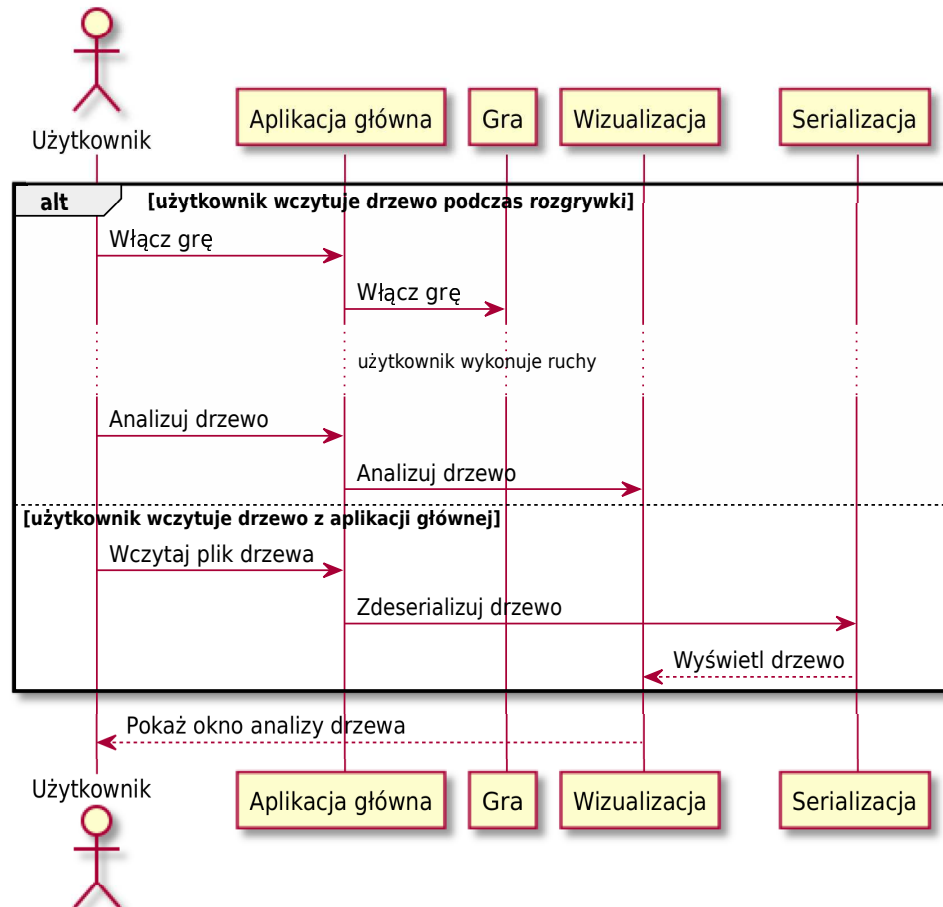 Użytkownik
Aplikacja główna
Gra
Wizualizacja
Serializacja
alt
[użytkownik wczytuje drzewo podczas rozgrywki]
Włącz grę
Włącz grę
użytkownik wykonuje ruchy
Analizuj drzewo
Analizuj drzewo
[użytkownik wczytuje drzewo z aplikacji głównej]
Wczytaj plik drzewa
Zdeserializuj drzewo
Wyświetl drzewo
Pokaż okno analizy drzewa
Użytkownik
Aplikacja główna
Gra
Wizualizacja
Serializacja